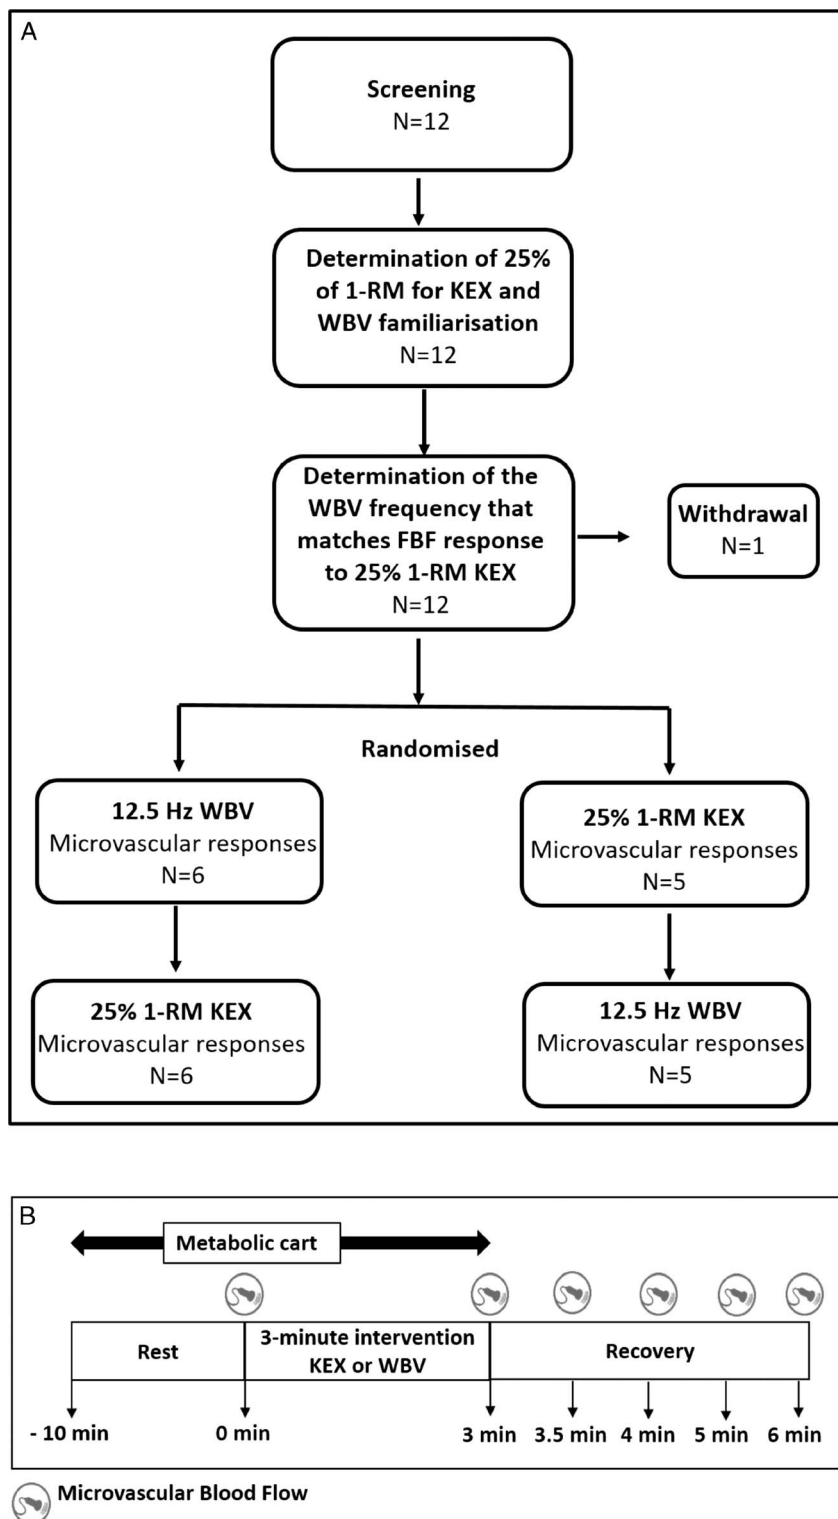 A
Screening
N=12
Determination of 25%
of 1-RM for KEX and
WBV familiarisation
N=12
Determination of the
WBV frequency that
matches FBF response
to 25% 1-RM KEX
N=12
Withdrawal
N=1
Randomised
12.5 Hz WBV
Microvascular responses
N=6
25% 1-RM KEX
Microvascular responses
N=5
25% 1-RM KEX
Microvascular responses
N=6
12.5 Hz WBV
Microvascular responses
N=5
B
Metabolic cart
Rest
3-minute intervention
KEX or WBV
Recovery
- 10 min
0 min
3 min
3.5 min
4 min
5 min
6 min
Microvascular Blood Flow